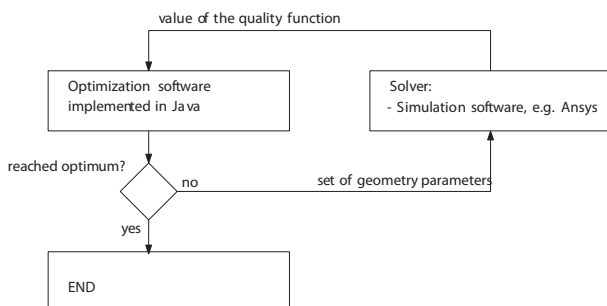 value of the quality function
Optimization software
implemented in Java
Solver:
- Simulation software, e.g. Ansys
reached optimum?
no
set of geometry parameters
yes
END